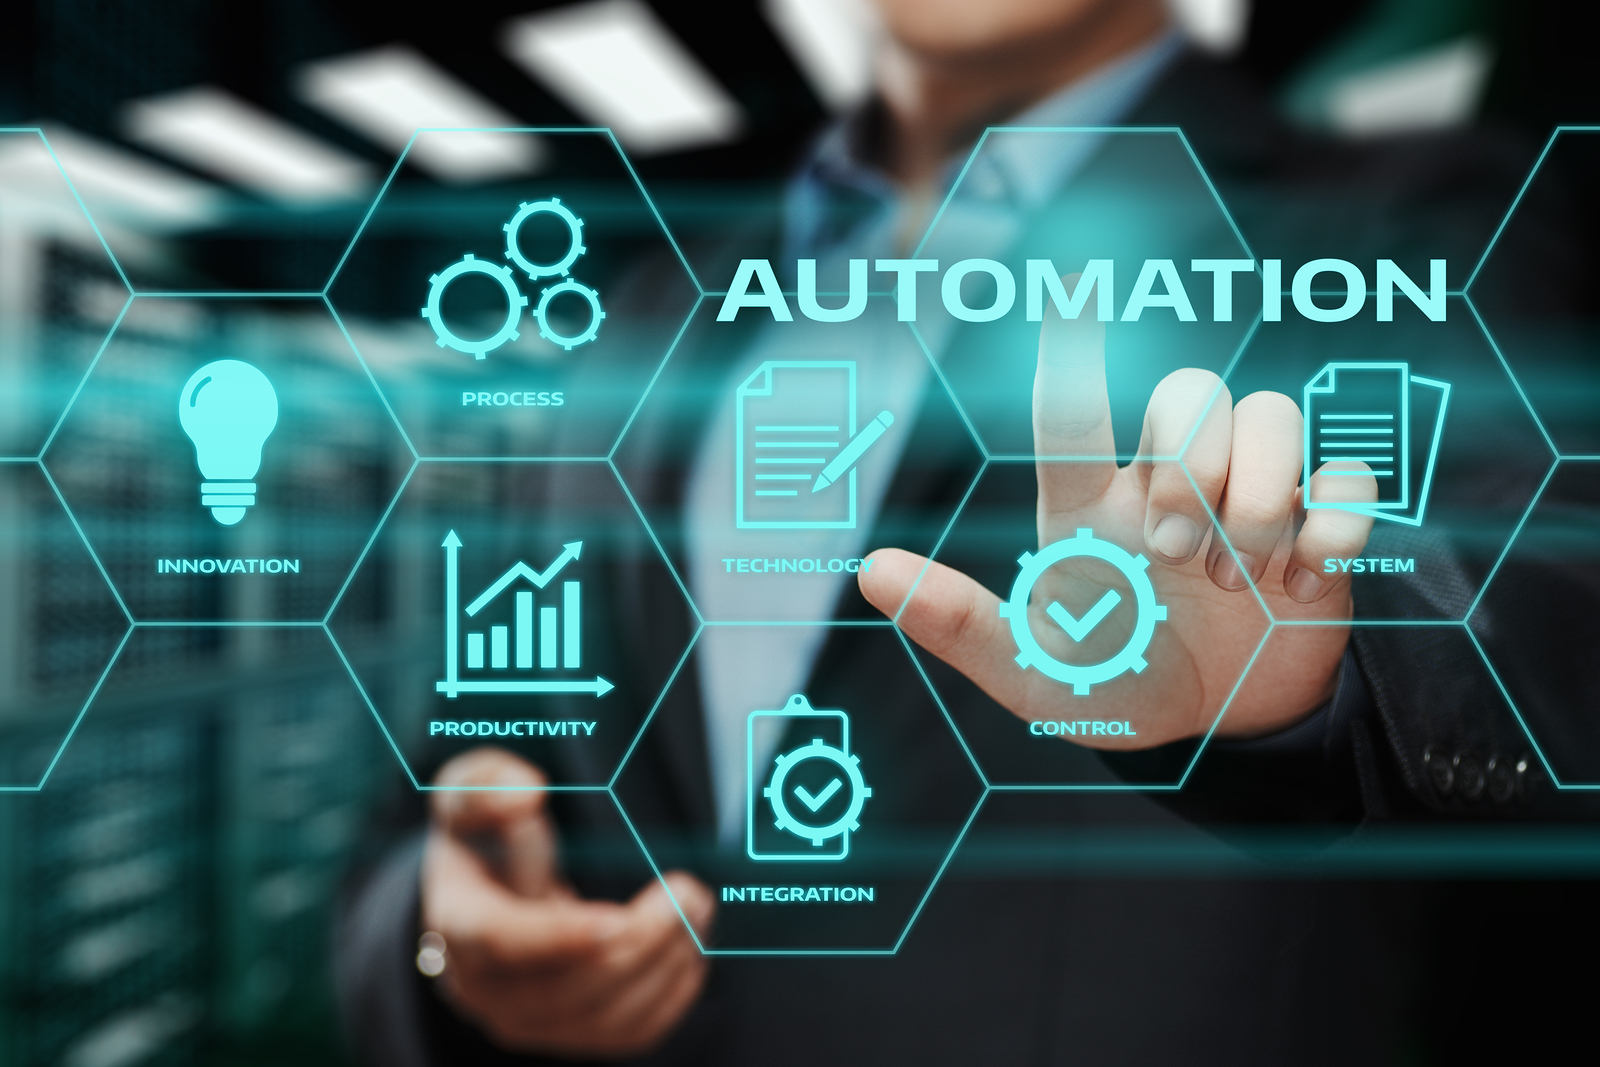 AUTOMATION
PROCESS
INNOVATION
TECHNOLOGY
SYSTEM
PRODUCTIVITY
CONTROL
INTEGRATION